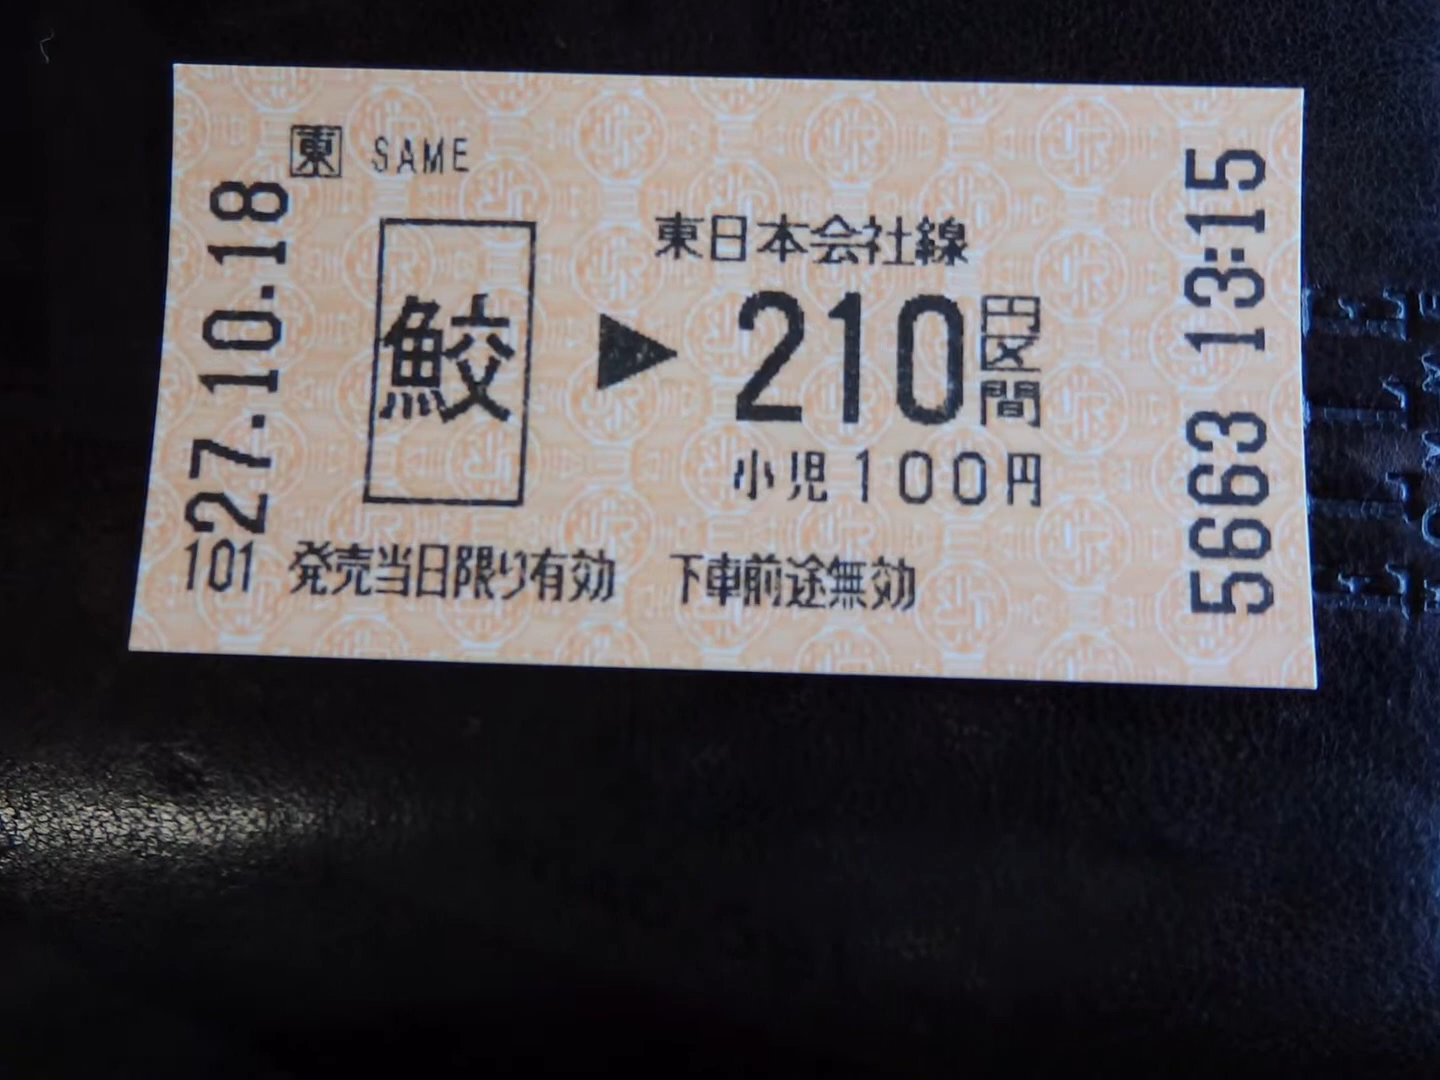 東 SAME
27.10.18
鮫
東日本会社線
▶ 210円区間
小児100円
101 発売当日限り有効 下車前途無効
5663 13:15